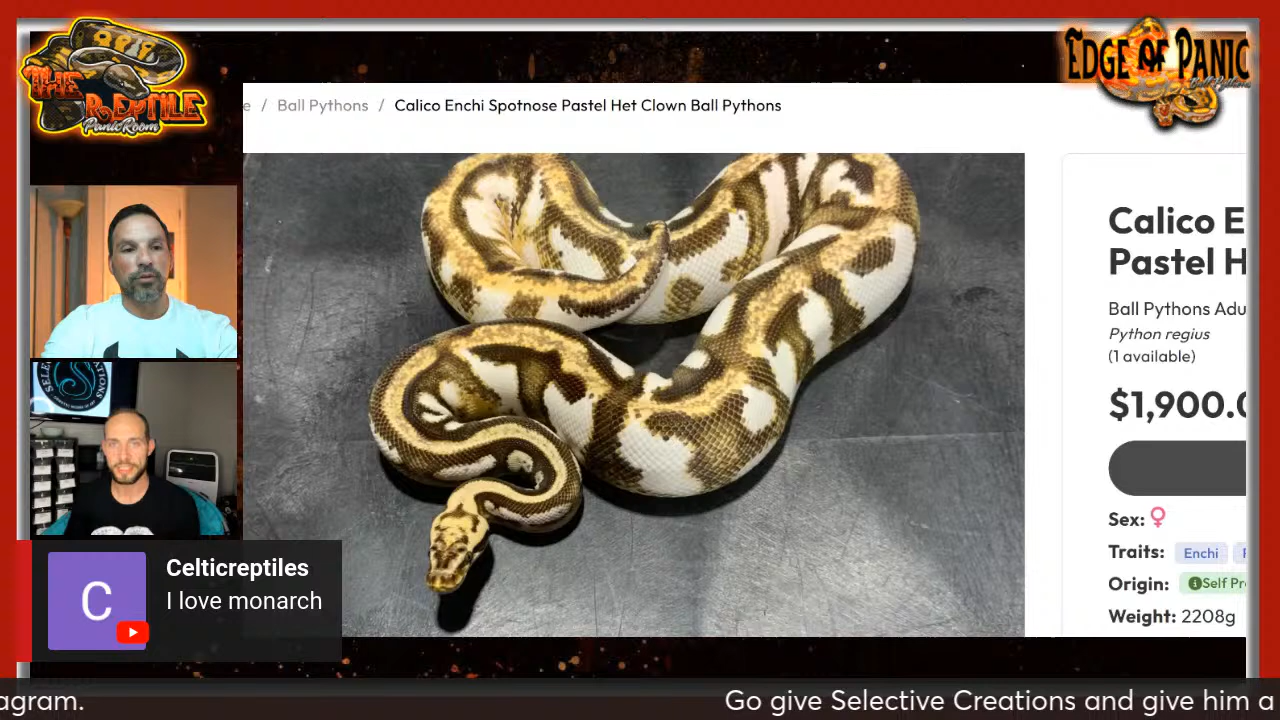 THE
REPTILE
PanicRoom
EDGE OF PANIC
Ball Pythons
e / Ball Pythons / Calico Enchi Spotnose Pastel Het Clown Ball Pythons
Calico E
Pastel H
Ball Pythons Adu
Python regius
(1 available)
$1,900.0
Sex: ♀
Traits: Enchi
Origin: Self Pr
Weight: 2208g
C
Celticreptiles
I love monarch
agram.
Go give Selective Creations and give him a